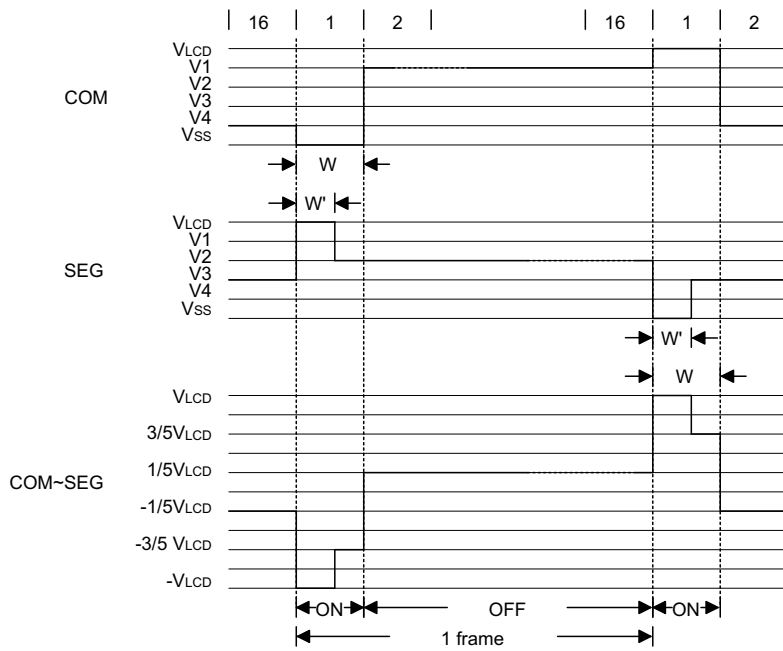 16 1 2 16 1 2
VLCD
V1
V2
V3
V4
VSS
COM
W
W'
VLCD
V1
V2
V3
V4
VSS
SEG
W'
W
VLCD
3/5VLCD
1/5VLCD
-1/5VLCD
-3/5 VLCD
-VLCD
COM~SEG
ON OFF ON
1 frame